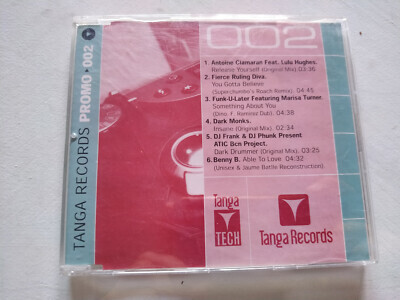 TANGA RECORDS PROMO · 002
002
1. Antoine Clamaran Feat. Lulu Hughes.
Release Yourself (Original Mix) 03:36
2. Fierce Ruling Diva.
You Gotta Believe
(Superchumbo's Roach Remix). 04:45
3. Funk-U-Later Featuring Marisa Turner.
Something About You
(Dino. F. Ramirez Dub). 04:38
4. Dark Monks.
Insane (Original Mix) 02:34
5. DJ Frank & DJ Phunk Present
ATIC Bcn Project.
Dark Drummer (Original Mix). 03:25
6. Benny B. Able To Love 04:32
(Unisex & Jaume Batlle Reconstruction).
Tanga
TECH
Tanga Records